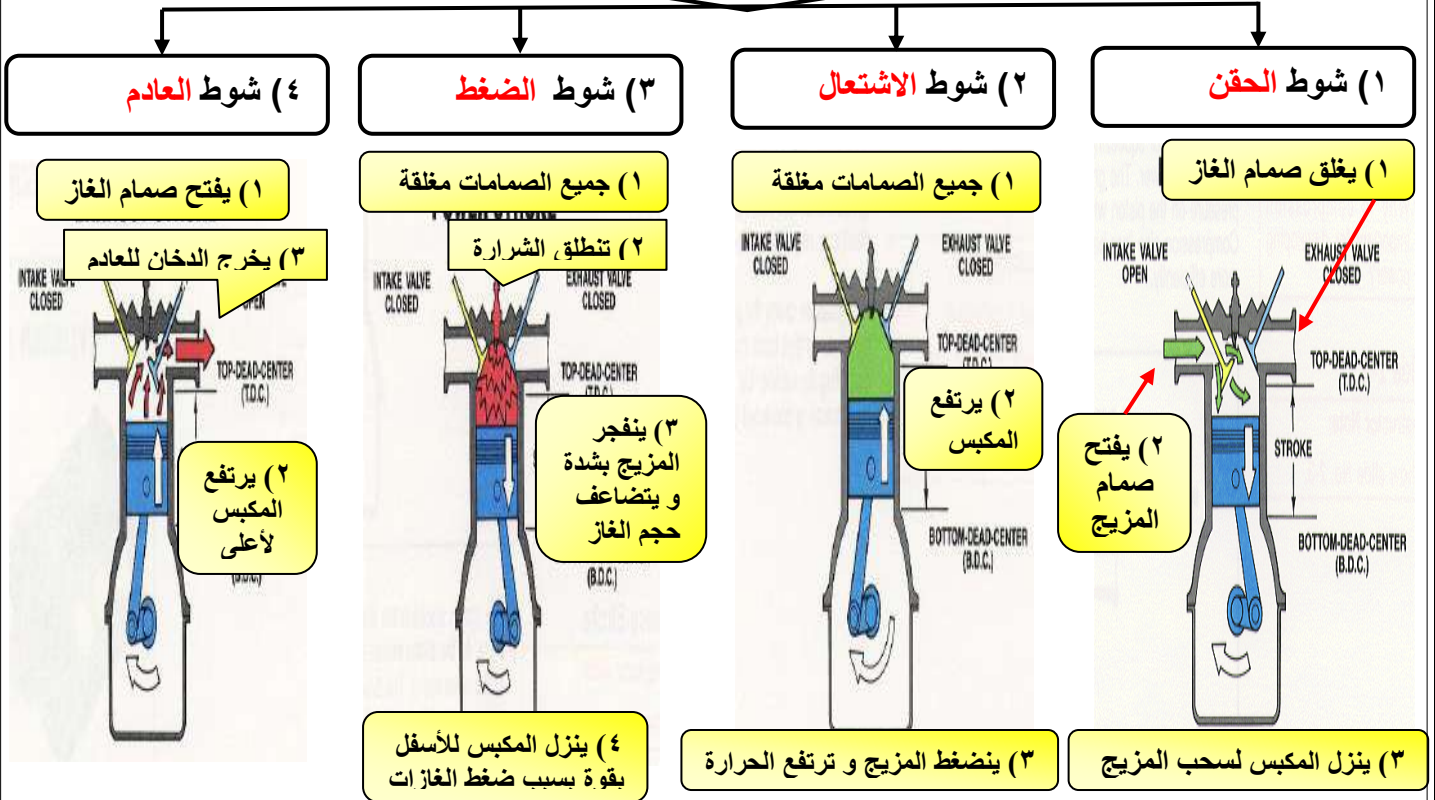 ١) شوط الحقن
٢) شوط الاشتعال
٣) شوط الضغط
٤) شوط العادم
١) يغلق صمام الغاز
INTAKE VALVE
OPEN
EXHAUST VALVE
CLOSED
TOP-DEAD-CENTER
(T.D.C.)
STROKE
٢) يفتح
صمام
المزيج
BOTTOM-DEAD-CENTER
(B.D.C.)
٣) ينزل المكبس لسحب المزيج
١) جميع الصمامات مغلقة
INTAKE VALVE
CLOSED
EXHAUST VALVE
CLOSED
TOP-DEAD-CENTER
(T.D.C.)
٢) يرتفع
المكبس
BOTTOM-DEAD-CENTER
(B.D.C.)
٣) ينضغط المزيج و ترتفع الحرارة
١) جميع الصمامات مغلقة
POWER STROKE
٢) تنطلق الشرارة
INTAKE VALVE
CLOSED
EXHAUST VALVE
CLOSED
TOP-DEAD-CENTER
(T.D.C.)
٣) ينفجر
المزيج بشدة
و يتضاعف
حجم الغاز
(B.D.C.)
٤) ينزل المكبس للأسفل
بقوة بسبب ضغط الغازات
١) يفتح صمام الغاز
٣) يخرج الدخان للعادم
INTAKE VALVE
CLOSED
OPEN
TOP-DEAD-CENTER
(T.D.C.)
٢) يرتفع
المكبس
لأعلى
(B.D.C.)